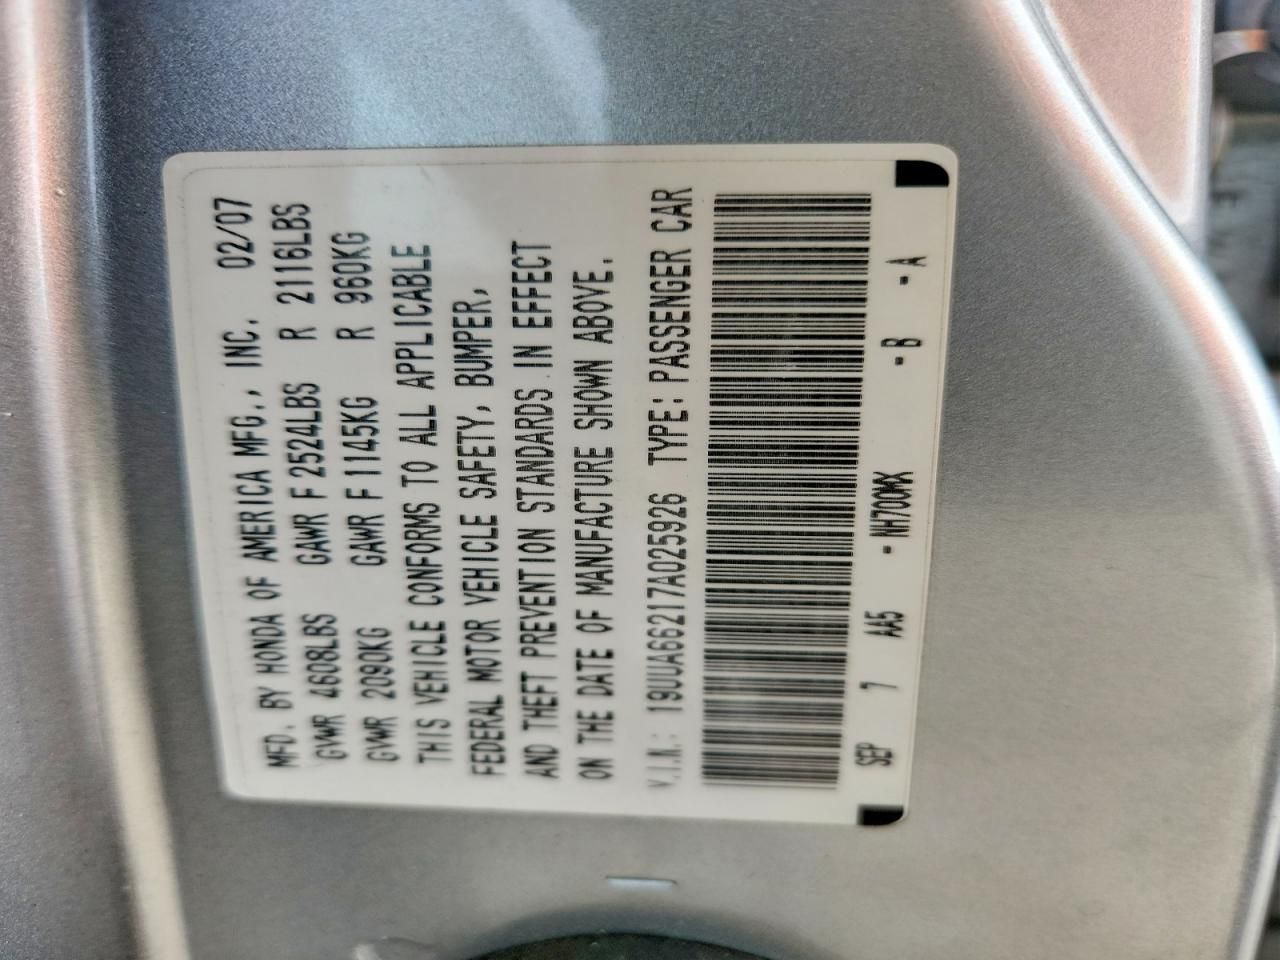 MFD. BY HONDA OF AMERICA MFG., INC. 02/07
GVWR 4608LBS GAWR F 2524LBS R 2116LBS
GVWR 2090KG GAWR F 1145KG R 960KG
THIS VEHICLE CONFORMS TO ALL APPLICABLE
FEDERAL MOTOR VEHICLE SAFETY, BUMPER,
AND THEFT PREVENTION STANDARDS IN EFFECT
ON THE DATE OF MANUFACTURE SHOWN ABOVE.
V.I.N.: 19UUA66217A025926 TYPE: PASSENGER CAR
SEP 7 AA5 - NH700MX - B - A